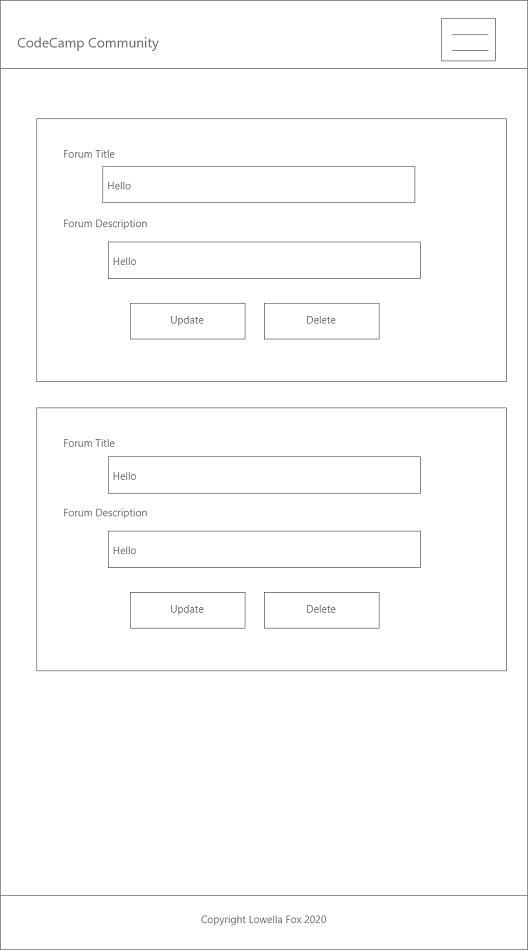 CodeCamp Community
Forum Title
Hello
Forum Description
Hello
Update
Delete
Forum Title
Hello
Forum Description
Hello
Update
Delete
Copyright Lowella Fox 2020